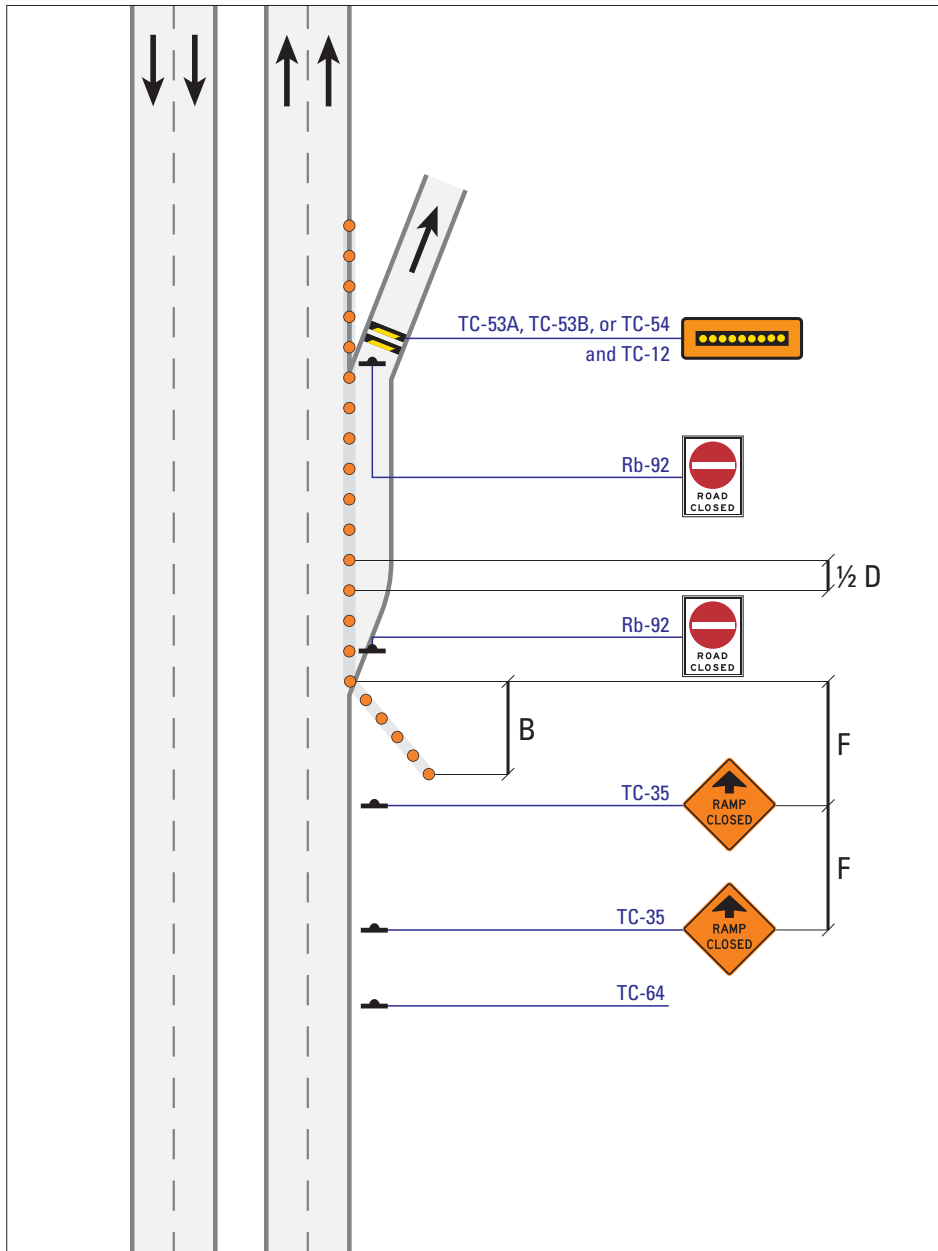 TC-53A, TC-53B, or TC-54
and TC-12
Rb-92
ROAD
CLOSED
½ D
Rb-92
ROAD
CLOSED
B
F
TC-35
RAMP
CLOSED
F
TC-35
RAMP
CLOSED
TC-64